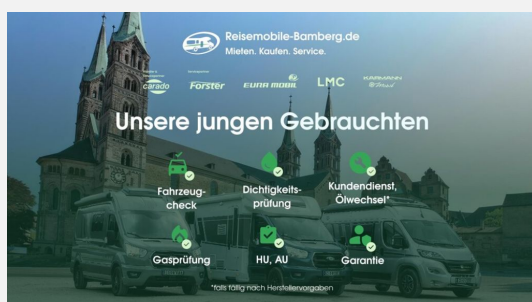 Reisemobile-Bamberg.de
Mieten. Kaufen. Service.
carado
Forster
EURA MOBIL
LMC
KARMANN
Unsere jungen Gebrauchten
Fahrzeug-
check
Dichtigkeits-
prüfung
Kundendienst,
Ölwechsel*
Gasprüfung
HU, AU
Garantie
*falls fällig nach Herstellervorgaben